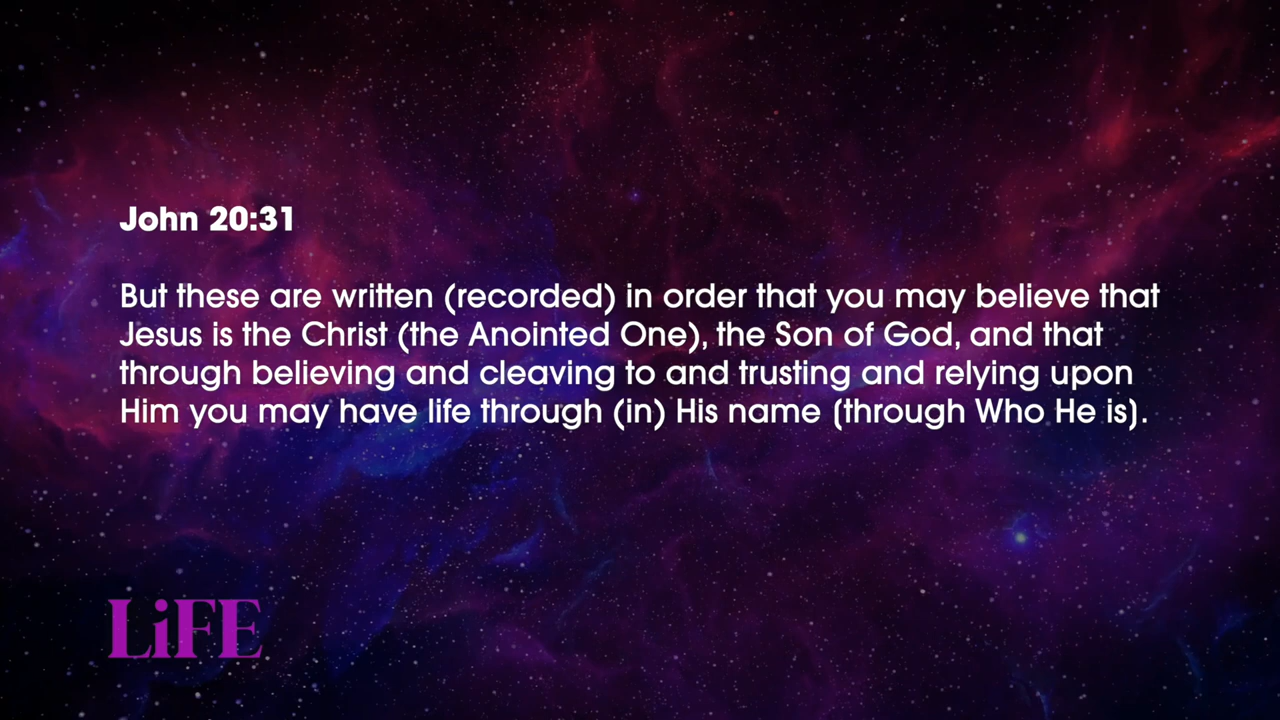 John 20:31
But these are written (recorded) in order that you may believe that
Jesus is the Christ (the Anointed One), the Son of God, and that
through believing and cleaving to and trusting and relying upon
Him you may have life through (in) His name [through Who He is].
LiFE